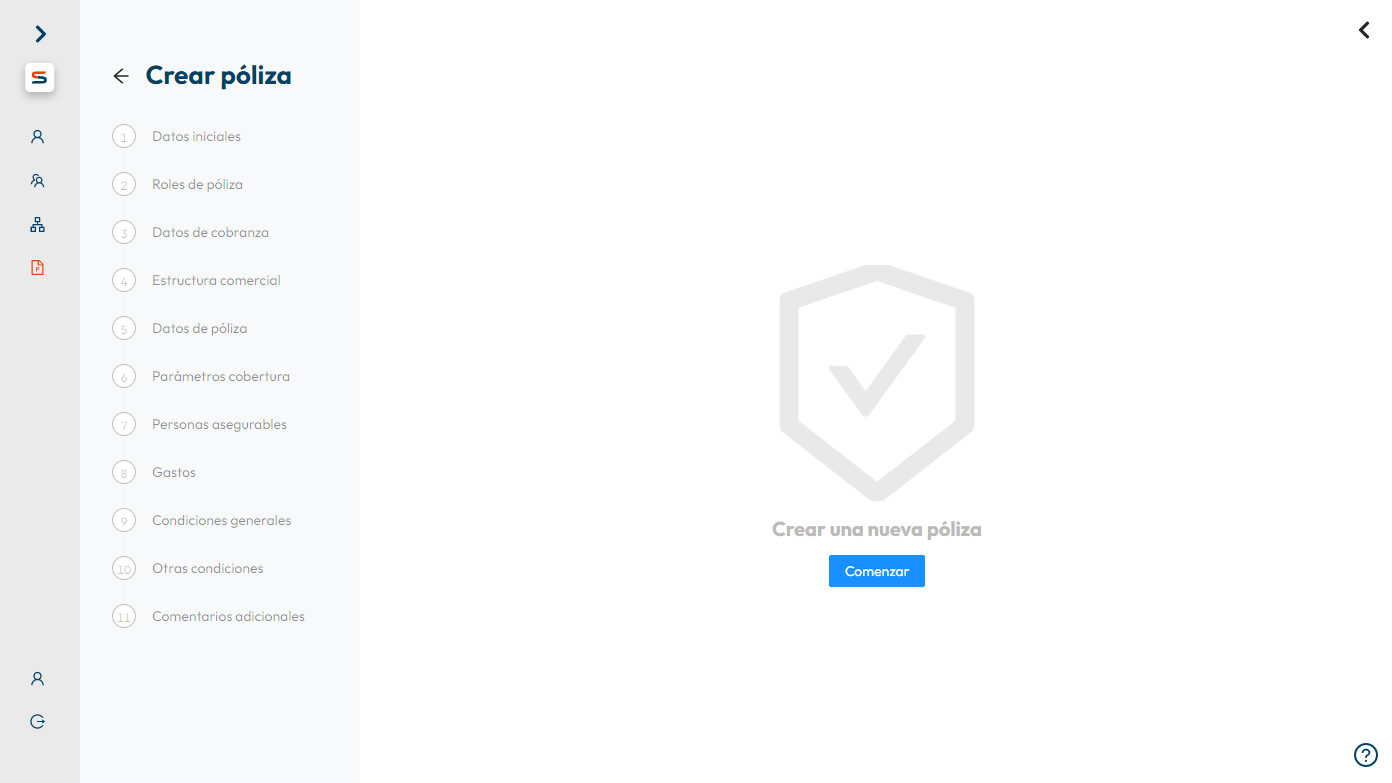 Crear póliza
1 Datos iniciales
2 Roles de póliza
3 Datos de cobranza
4 Estructura comercial
5 Datos de póliza
6 Parámetros cobertura
7 Personas asegurables
8 Gastos
9 Condiciones generales
10 Otras condiciones
11 Comentarios adicionales
Crear una nueva póliza
Comenzar